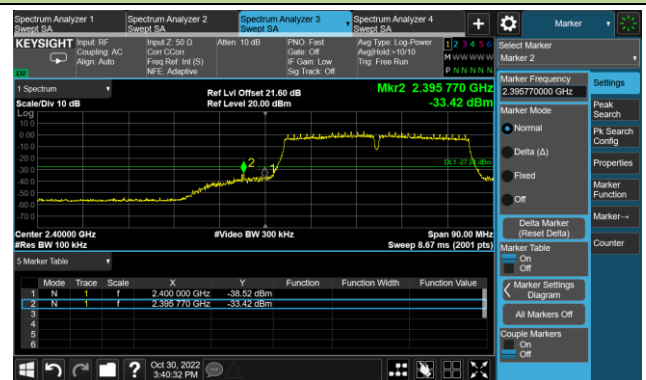 Spectrum Analyzer 1
Swept SA
Spectrum Analyzer 2
Swept SA
Spectrum Analyzer 3
Swept SA
Spectrum Analyzer 4
Swept SA
+
Marker
KEYSIGHT
Input: RF
Coupling: AC
Align: Auto
Input Z: 50 Ω
Corr CCorr
Freq Ref: Int (S)
NFE: Adaptive
Atten: 10 dB
PNO: Fast
Gate: Off
IF Gain: Low
Sig Track: Off
Avg Type: Log-Power
Avg|Hold:>10/10
Trig: Free Run
1 2 3 4 5 6
M W W W W W
P N N N N N
Select Marker
Marker 2
1 Spectrum
Scale/Div 10 dB
Log
Ref Lvl Offset 21.60 dB
Ref Level 20.00 dBm
Mkr2 2.395 770 GHz
-33.42 dBm
10.0
0.00
-10.0
-20.0
-30.0
-40.0
-50.0
-60.0
-70.0
2
1
Center 2.40000 GHz
#Res BW 100 kHz
#Video BW 300 kHz
Span 90.00 MHz
Sweep 8.67 ms (2001 pts)
5 Marker Table
Mode Trace Scale X Y Function Function Width Function Value
1 N 1 f 2.400 000 GHz -38.52 dBm
2 N 1 f 2.395 770 GHz -33.42 dBm
3
4
5
6
Marker Frequency
2.395770000 GHz
Marker Mode
Normal
Delta (Δ)
Fixed
Off
Delta Marker
(Reset Delta)
Marker Table
On
Off
Marker Settings
Diagram
All Markers Off
Couple Markers
On
Off
Settings
Peak
Search
Pk Search
Config
Properties
Marker
Function
Marker→
Counter
?
Oct 30, 2022
3:40:32 PM